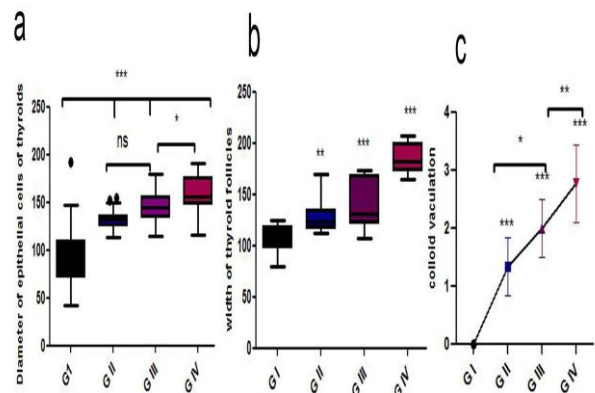 a
Diameter of epithelial cells of thyroids
250
200
150
100
50
0
***
ns
*
G I
G II
G III
G IV
b
width of thyroid follicles
250
200
150
100
50
0
**
***
***
G I
G II
G III
G IV
c
colloid vaculation
4
3
2
1
0
***
*
***
**
***
G I
G II
G III
G IV